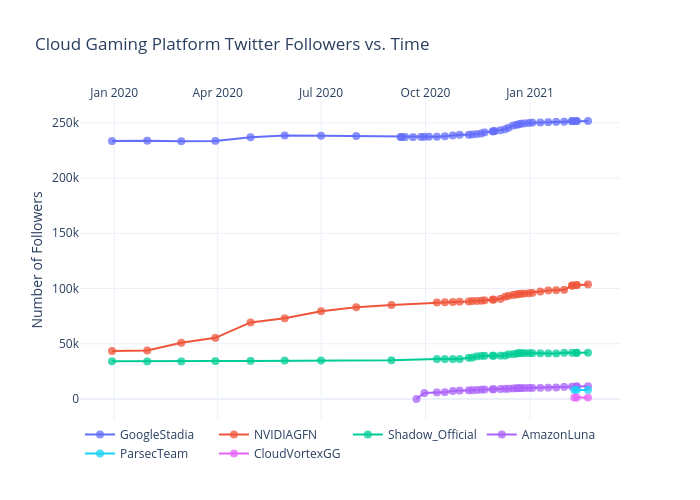 Cloud Gaming Platform Twitter Followers vs. Time
Jan 2020 Apr 2020 Jul 2020 Oct 2020 Jan 2021
250k
200k
150k
100k
50k
0
Number of Followers
GoogleStadia NVIDIAGFN Shadow_Official AmazonLuna
ParsecTeam CloudVortexGG